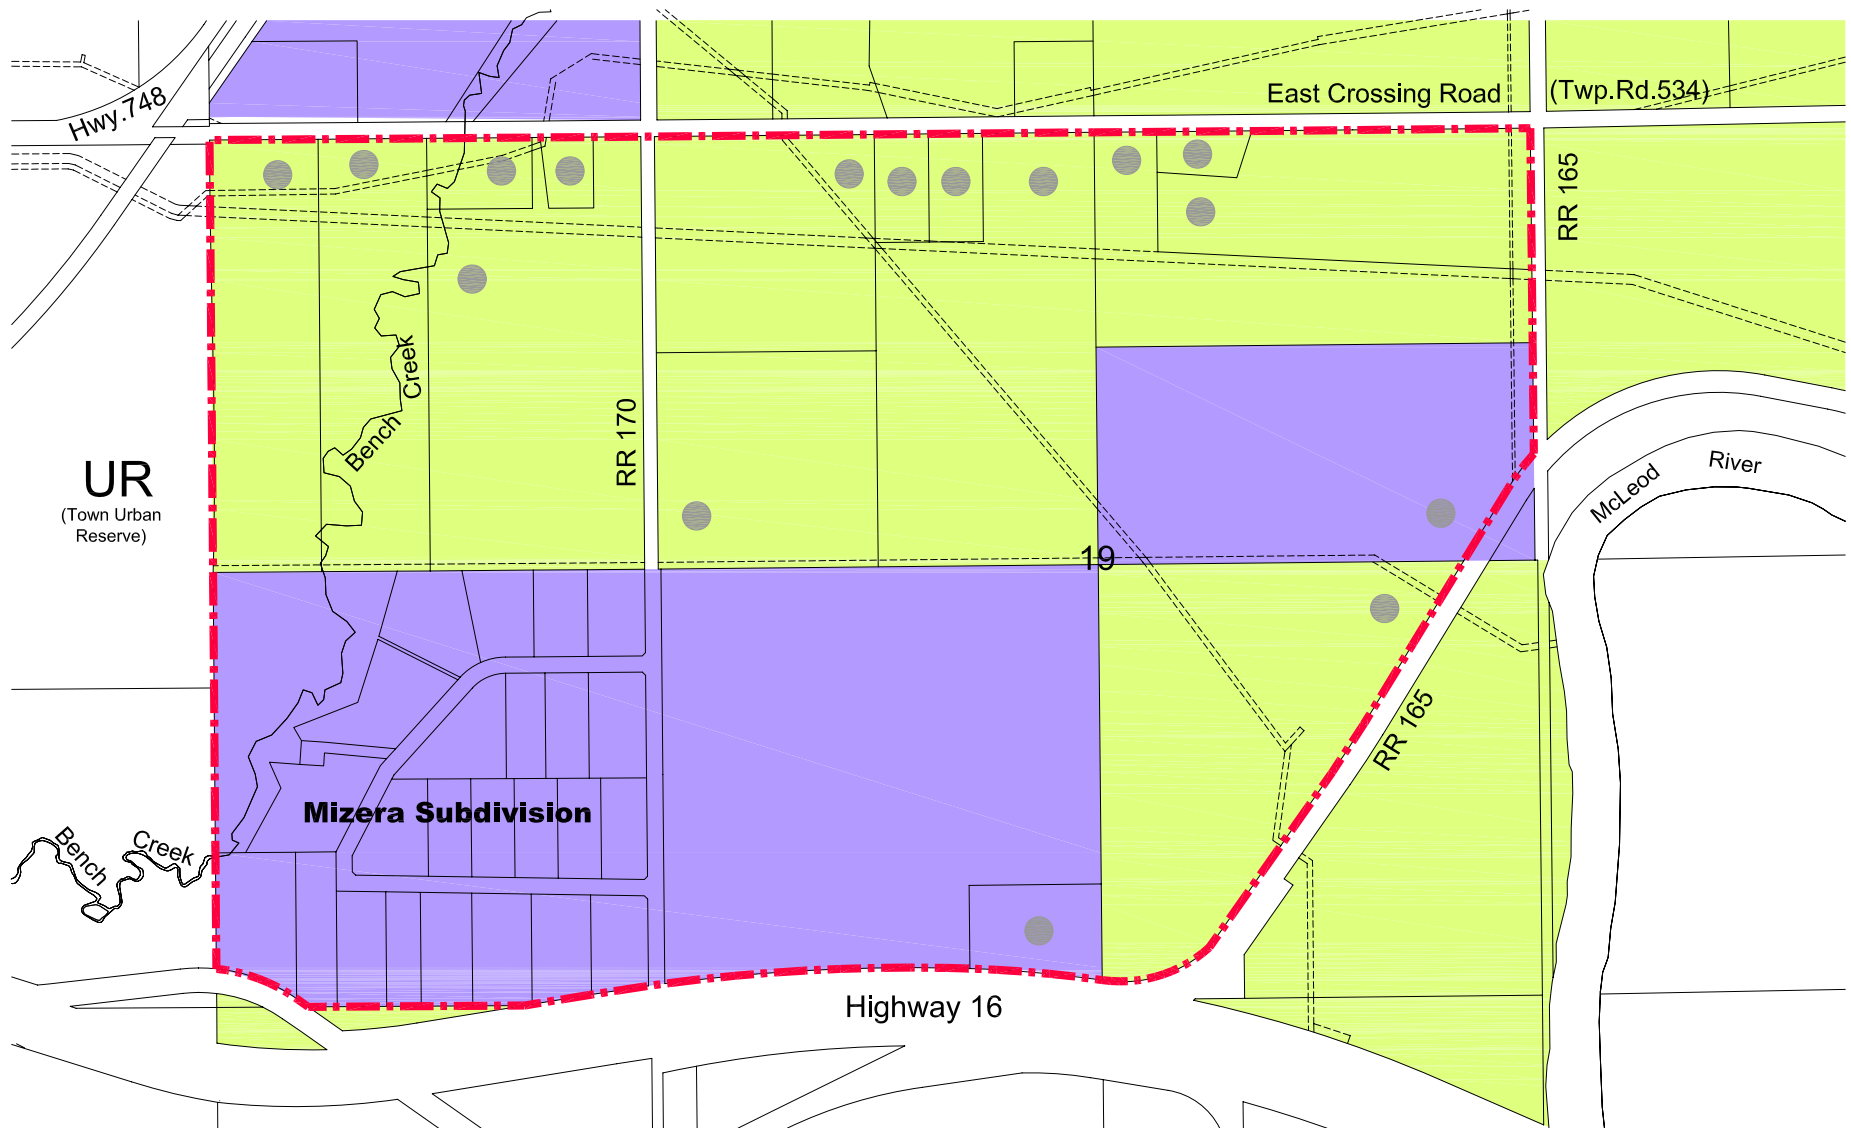 Hwy.748
East Crossing Road
(Twp.Rd.534)
RR 165
Creek
Bench
RR 170
UR
(Town Urban
Reserve)
McLeod
River
19
RR 165
Mizera Subdivision
Bench
Creek
Highway 16